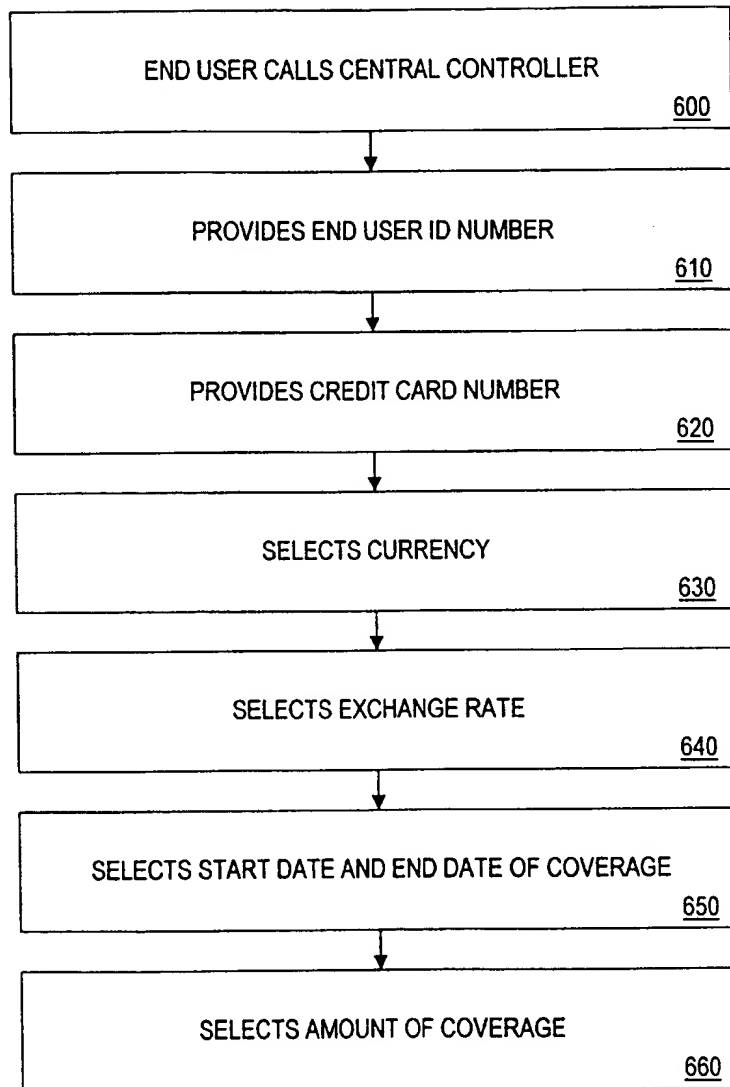 END USER CALLS CENTRAL CONTROLLER
600
PROVIDES END USER ID NUMBER
610
PROVIDES CREDIT CARD NUMBER
620
SELECTS CURRENCY
630
SELECTS EXCHANGE RATE
640
SELECTS START DATE AND END DATE OF COVERAGE
650
SELECTS AMOUNT OF COVERAGE
660